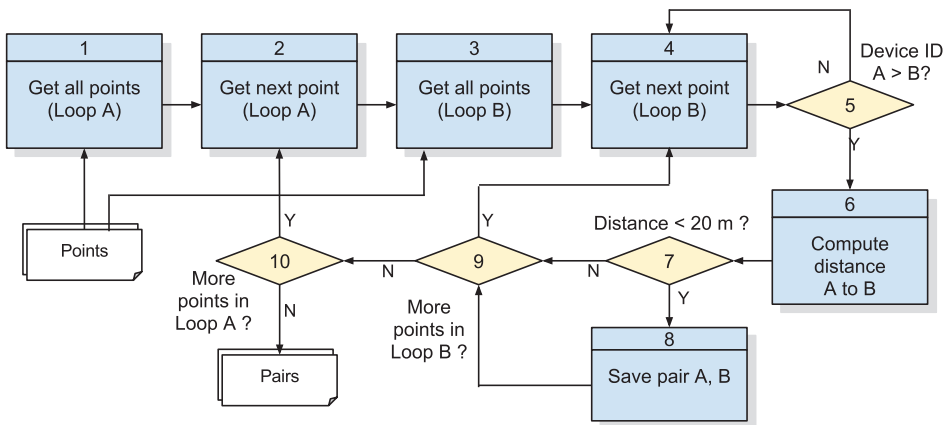 1
Get all points
(Loop A)
2
Get next point
(Loop A)
3
Get all points
(Loop B)
4
Get next point
(Loop B)
Device ID
A > B?
N
5
Y
6
Compute
distance
A to B
Distance < 20 m ?
7
N
Y
8
Save pair A, B
Y
9
N
More
points in
Loop B ?
Y
10
N
More
points in
Loop A ?
Points
Pairs